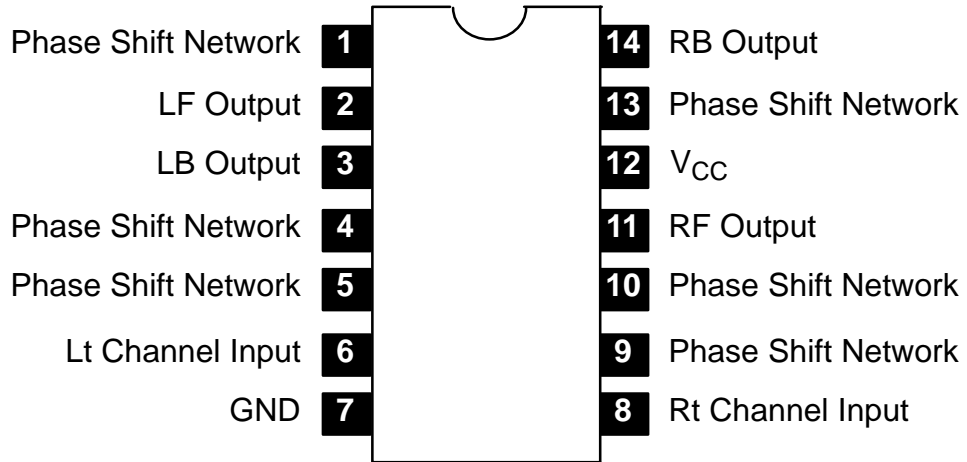 Phase Shift Network 1 14 RB Output
LF Output 2 13 Phase Shift Network
LB Output 3 12 VCC
Phase Shift Network 4 11 RF Output
Phase Shift Network 5 10 Phase Shift Network
Lt Channel Input 6 9 Phase Shift Network
GND 7 8 Rt Channel Input